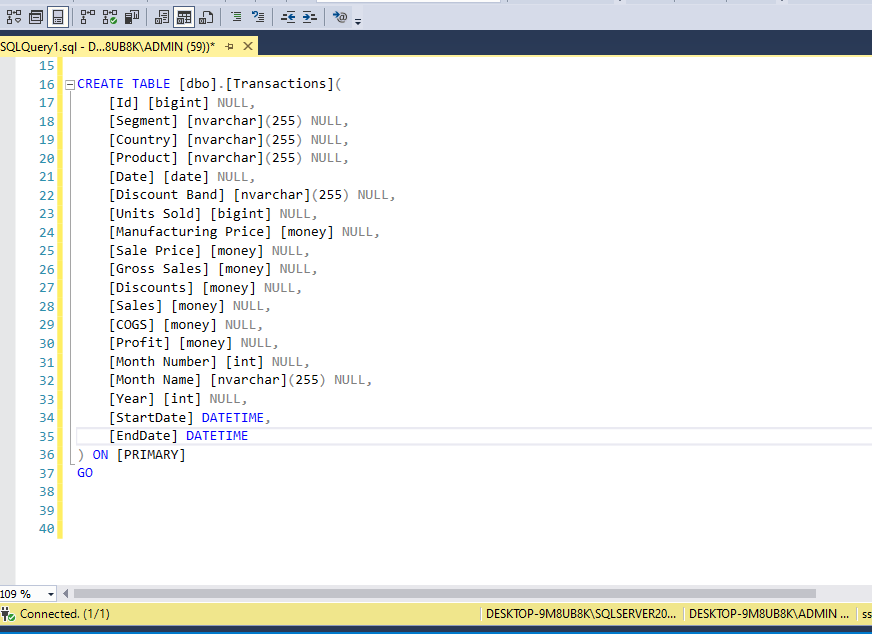 SQLQuery1.sql - D...8UB8K\ADMIN (59))*
15
16 CREATE TABLE [dbo].[Transactions](
17 [Id] [bigint] NULL,
18 [Segment] [nvarchar](255) NULL,
19 [Country] [nvarchar](255) NULL,
20 [Product] [nvarchar](255) NULL,
21 [Date] [date] NULL,
22 [Discount Band] [nvarchar](255) NULL,
23 [Units Sold] [bigint] NULL,
24 [Manufacturing Price] [money] NULL,
25 [Sale Price] [money] NULL,
26 [Gross Sales] [money] NULL,
27 [Discounts] [money] NULL,
28 [Sales] [money] NULL,
29 [COGS] [money] NULL,
30 [Profit] [money] NULL,
31 [Month Number] [int] NULL,
32 [Month Name] [nvarchar](255) NULL,
33 [Year] [int] NULL,
34 [StartDate] DATETIME,
35 [EndDate] DATETIME
36 ) ON [PRIMARY]
37 GO
38
39
40
109 %
Connected. (1/1) DESKTOP-9M8UB8K\SQLSERVER20... DESKTOP-9M8UB8K\ADMIN ... ss